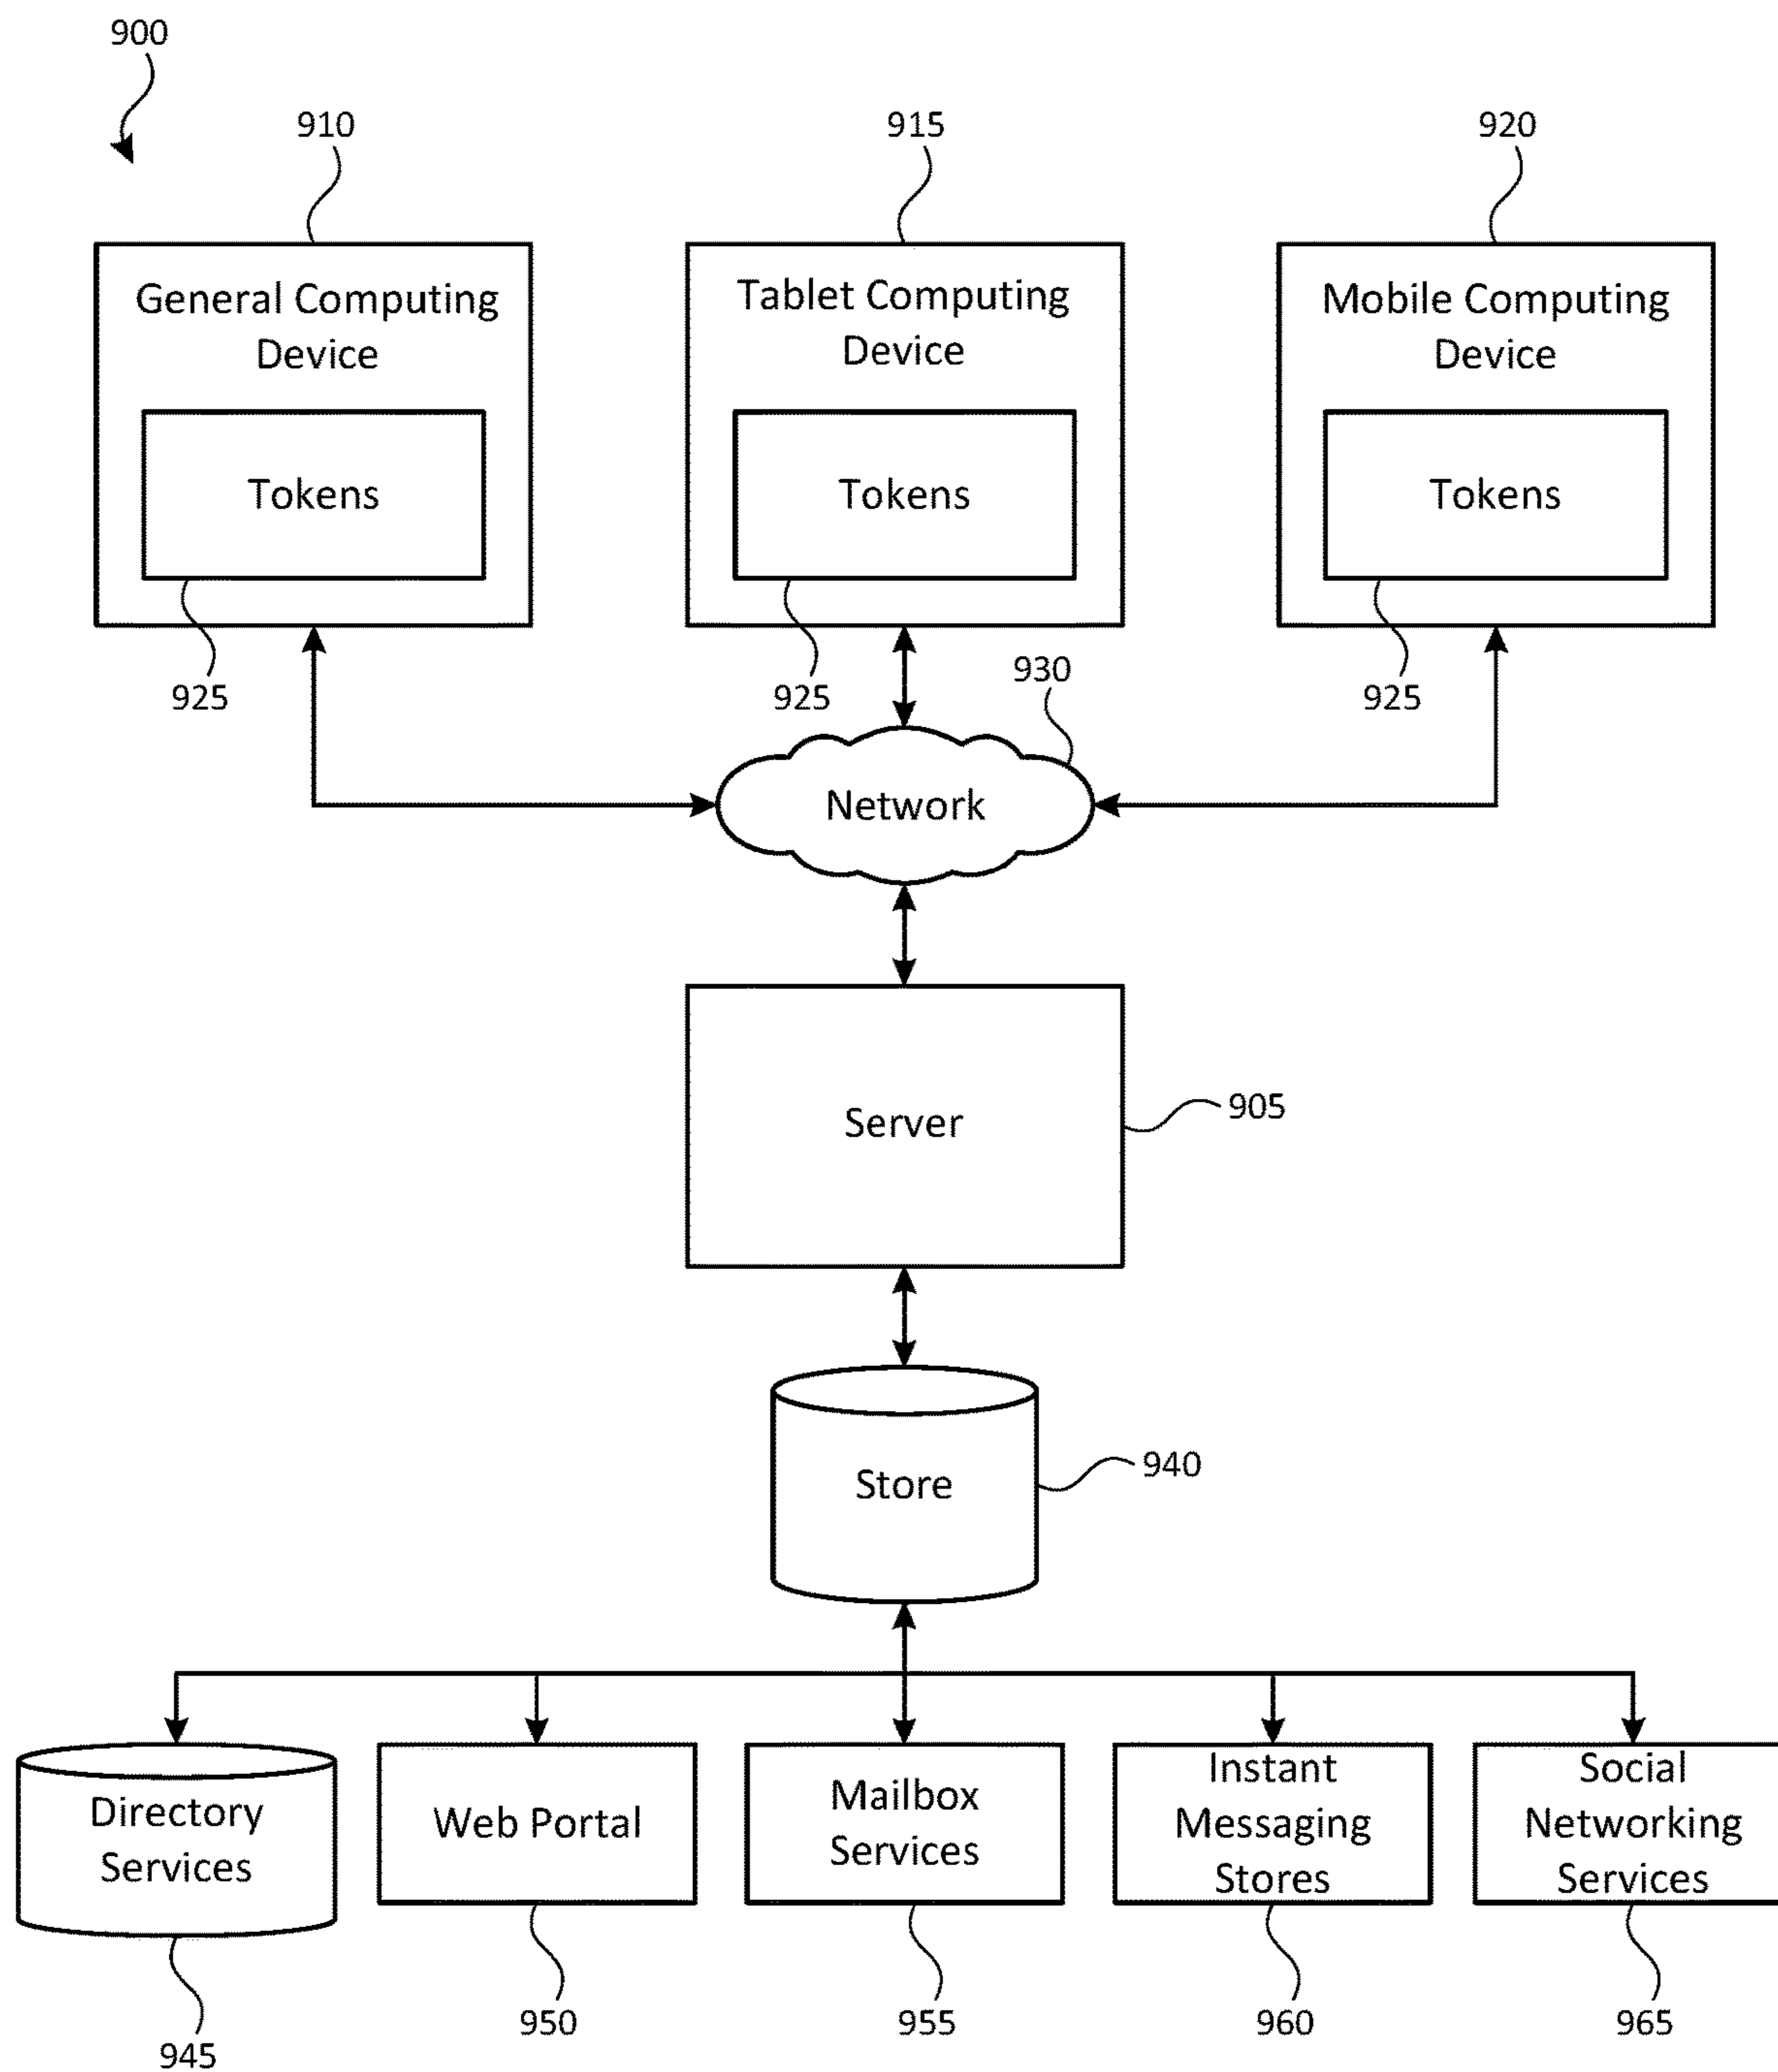 900
910
915
920
General Computing
Device
Tablet Computing
Device
Mobile Computing
Device
Tokens
Tokens
Tokens
925
925
930
925
Network
Server
905
Store
940
Directory
Services
Web Portal
Mailbox
Services
Instant
Messaging
Stores
Social
Networking
Services
945
950
955
960
965